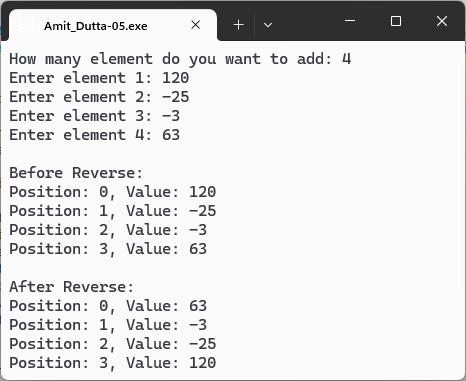 Amit_Dutta-05.exe
How many element do you want to add: 4
Enter element 1: 120
Enter element 2: -25
Enter element 3: -3
Enter element 4: 63
Before Reverse:
Position: 0, Value: 120
Position: 1, Value: -25
Position: 2, Value: -3
Position: 3, Value: 63
After Reverse:
Position: 0, Value: 63
Position: 1, Value: -3
Position: 2, Value: -25
Position: 3, Value: 120